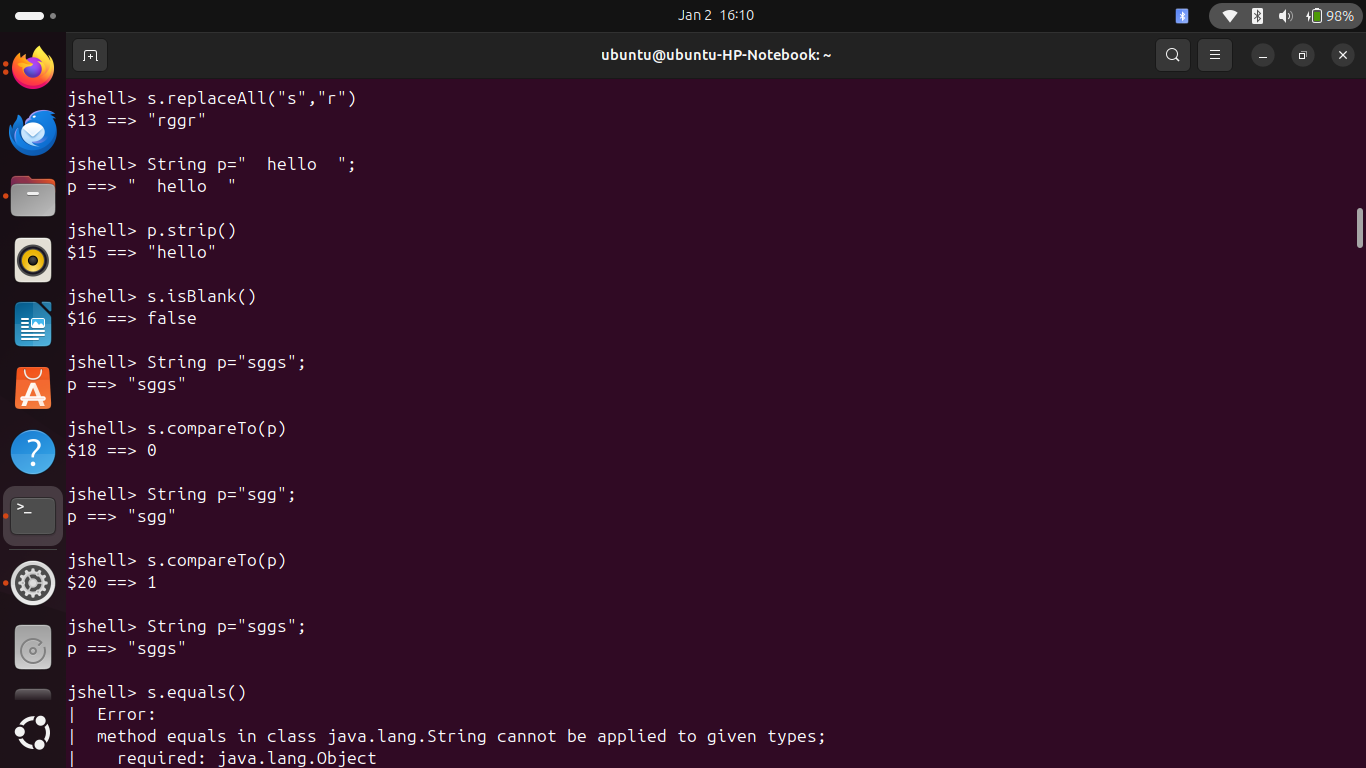 Jan 2 16:10
98%
ubuntu@ubuntu-HP-Notebook: ~
jshell> s.replaceAll("s","r")
$13 ==> "rggr"
jshell> String p="  hello  ";
p ==> "  hello  "
jshell> p.strip()
$15 ==> "hello"
jshell> s.isBlank()
$16 ==> false
jshell> String p="sggs";
p ==> "sggs"
jshell> s.compareTo(p)
$18 ==> 0
jshell> String p="sgg";
p ==> "sgg"
jshell> s.compareTo(p)
$20 ==> 1
jshell> String p="sggs";
p ==> "sggs"
jshell> s.equals()
|  Error:
|  method equals in class java.lang.String cannot be applied to given types;
|    required: java.lang.Object